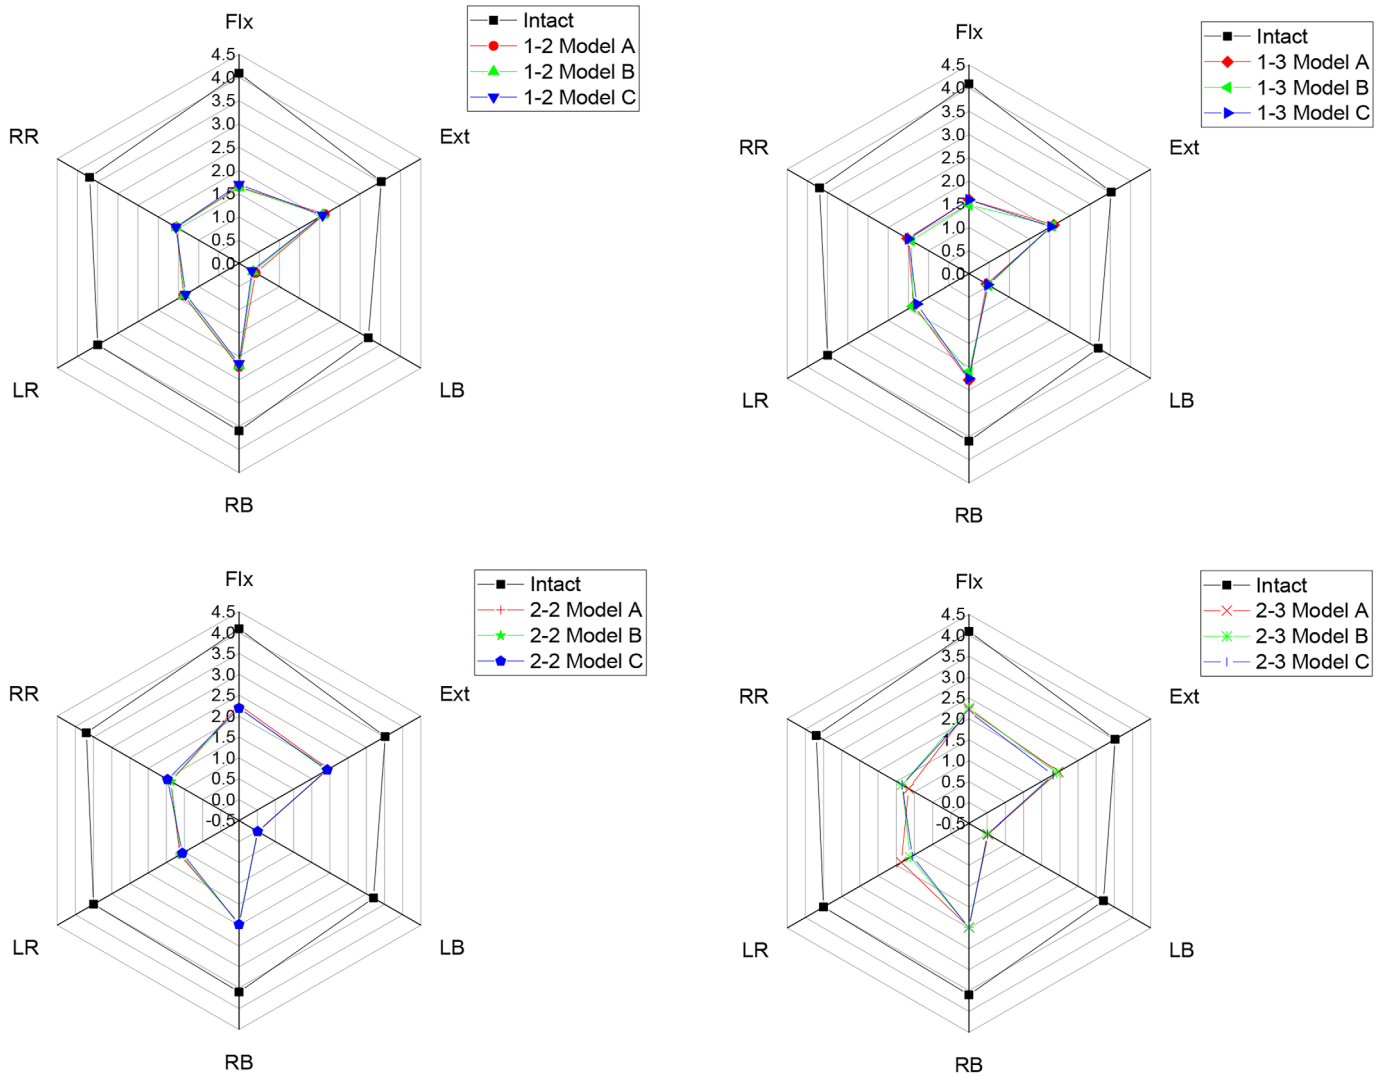 Flx
4.5
4.0
3.5
3.0
2.5
2.0
1.5
1.0
0.5
0.0
Ext
LB
RB
LR
RR
Intact
1-2 Model A
1-2 Model B
1-2 Model C
Flx
4.5
4.0
3.5
3.0
2.5
2.0
1.5
1.0
0.5
0.0
Ext
LB
RB
LR
RR
Intact
1-3 Model A
1-3 Model B
1-3 Model C
Flx
4.5
4.0
3.5
3.0
2.5
2.0
1.5
1.0
0.5
0.0
-0.5
Ext
LB
RB
LR
RR
Intact
2-2 Model A
2-2 Model B
2-2 Model C
Flx
4.5
4.0
3.5
3.0
2.5
2.0
1.5
1.0
0.5
0.0
-0.5
Ext
LB
RB
LR
RR
Intact
2-3 Model A
2-3 Model B
2-3 Model C